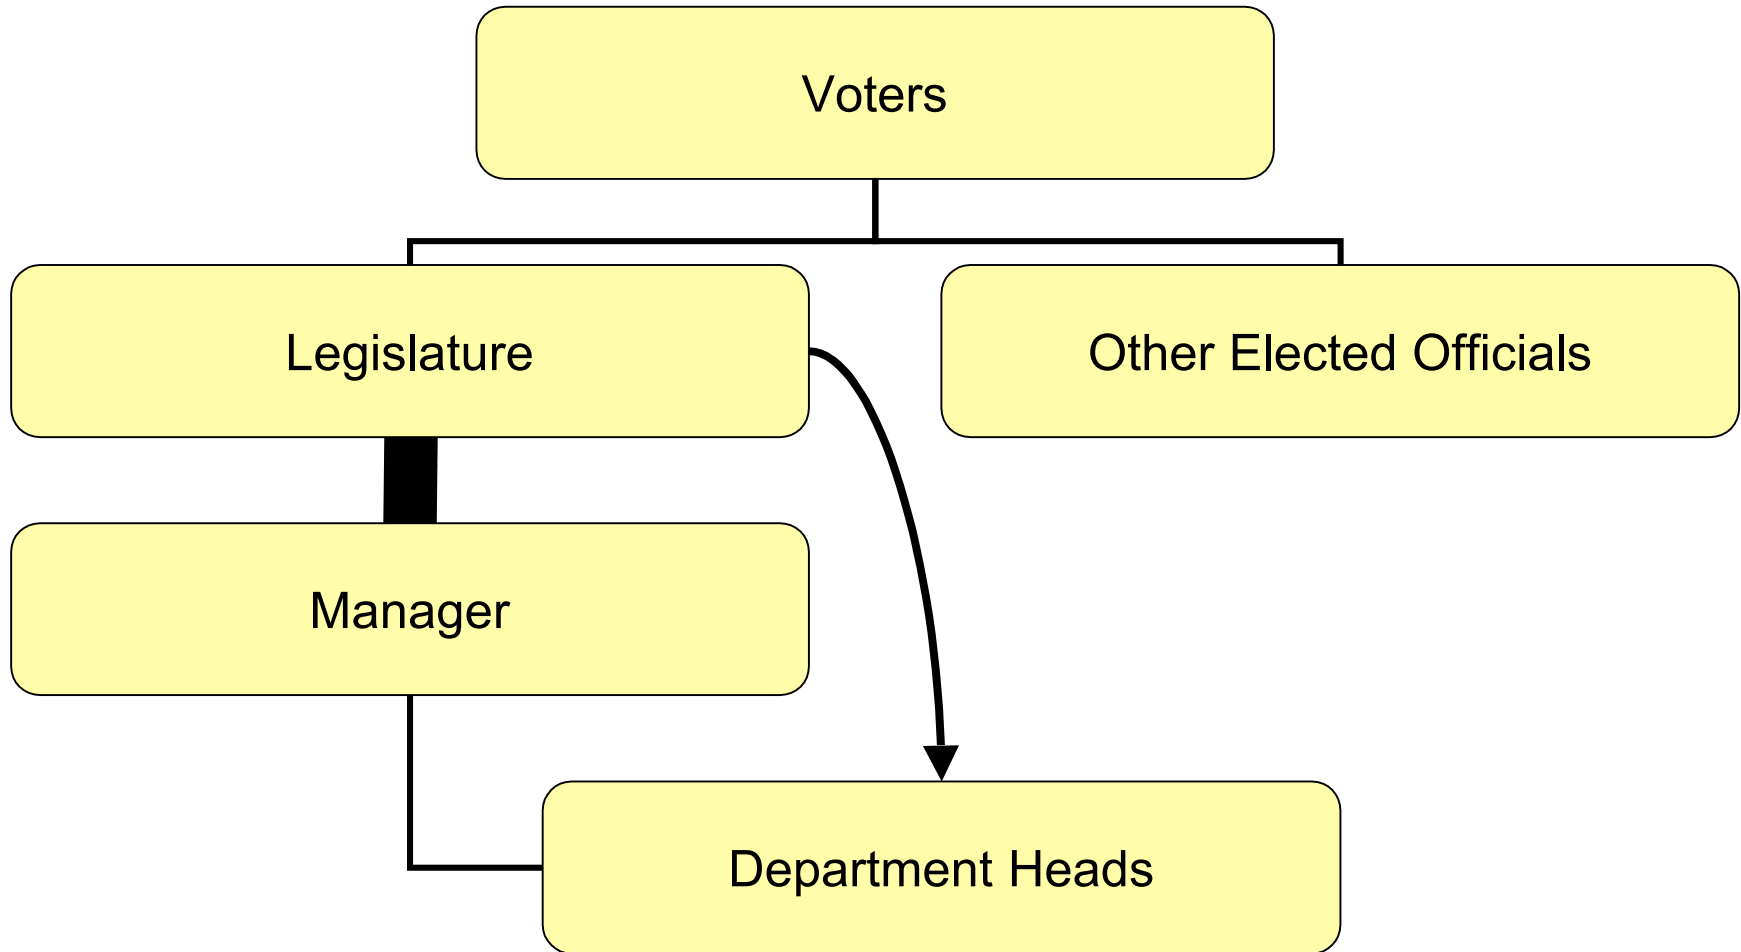 Voters
Legislature
Other Elected Officials
Manager
Department Heads